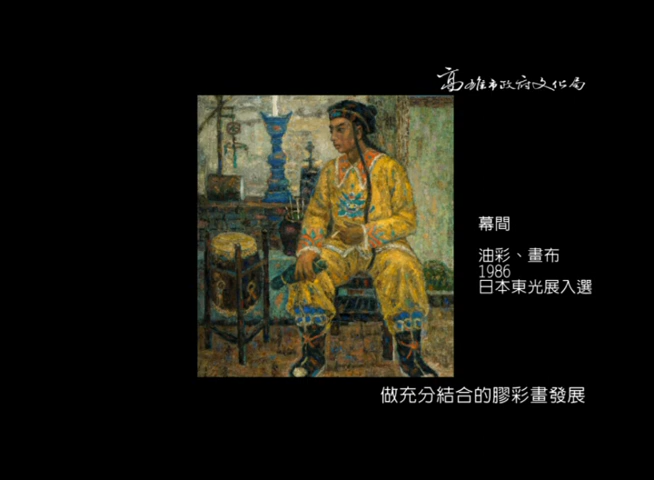 高雄市政府文化局
幕間
油彩、畫布
1986
日本東光展入選
做充分結合的膠彩畫發展